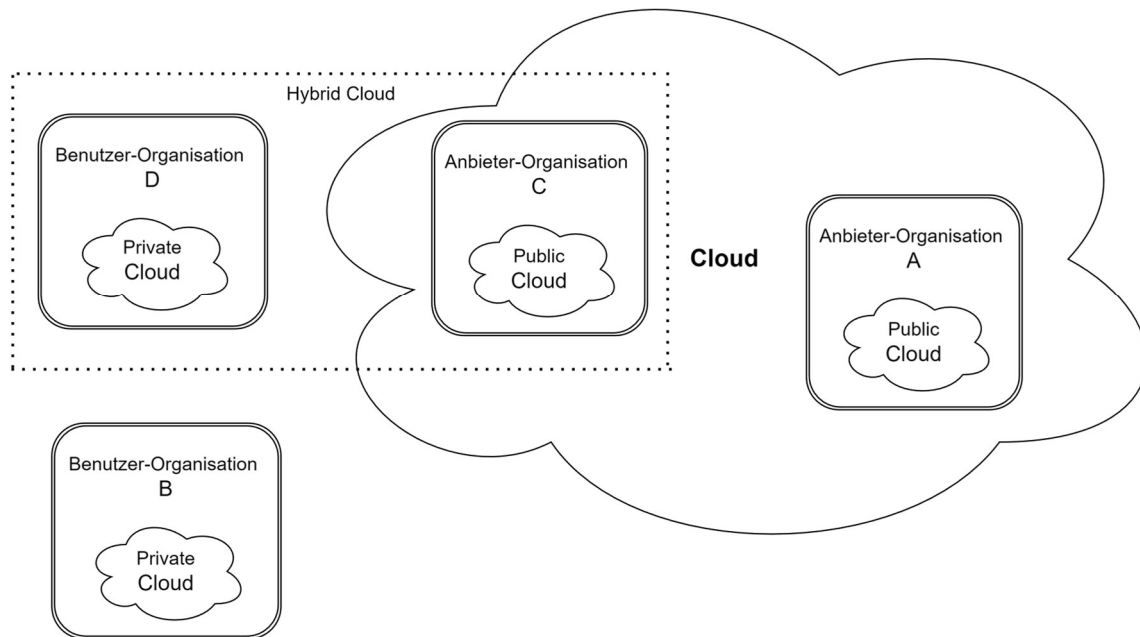 Hybrid Cloud
Benutzer-Organisation
D
Private
Cloud
Anbieter-Organisation
C
Public
Cloud
Cloud
Anbieter-Organisation
A
Public
Cloud
Benutzer-Organisation
B
Private
Cloud